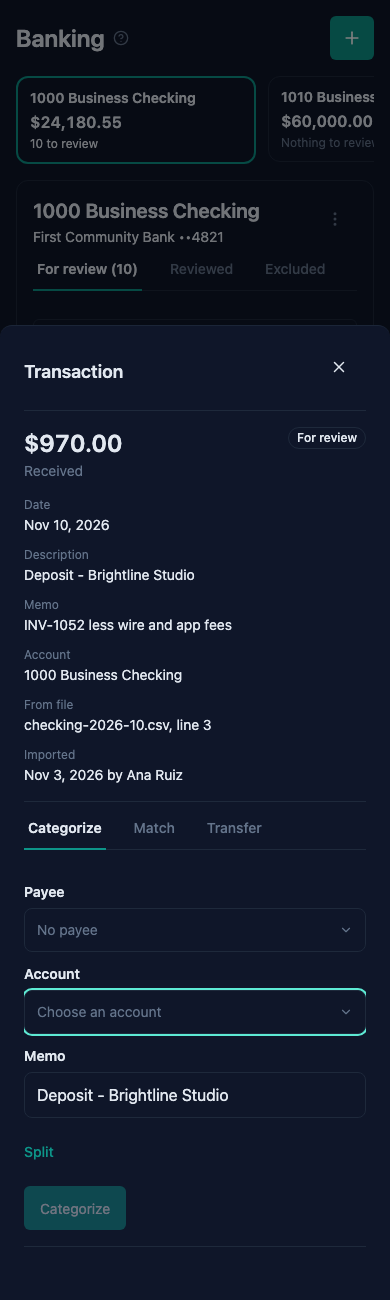 Banking
1000 Business Checking
$24,180.55
10 to review
1010 Business
$60,000.00
Nothing to review
1000 Business Checking
First Community Bank ••4821
For review (10)
Reviewed
Excluded
Transaction
$970.00
For review
Received
Date
Nov 10, 2026
Description
Deposit - Brightline Studio
Memo
INV-1052 less wire and app fees
Account
1000 Business Checking
From file
checking-2026-10.csv, line 3
Imported
Nov 3, 2026 by Ana Ruiz
Categorize
Match
Transfer
Payee
No payee
Account
Choose an account
Memo
Deposit - Brightline Studio
Split
Categorize